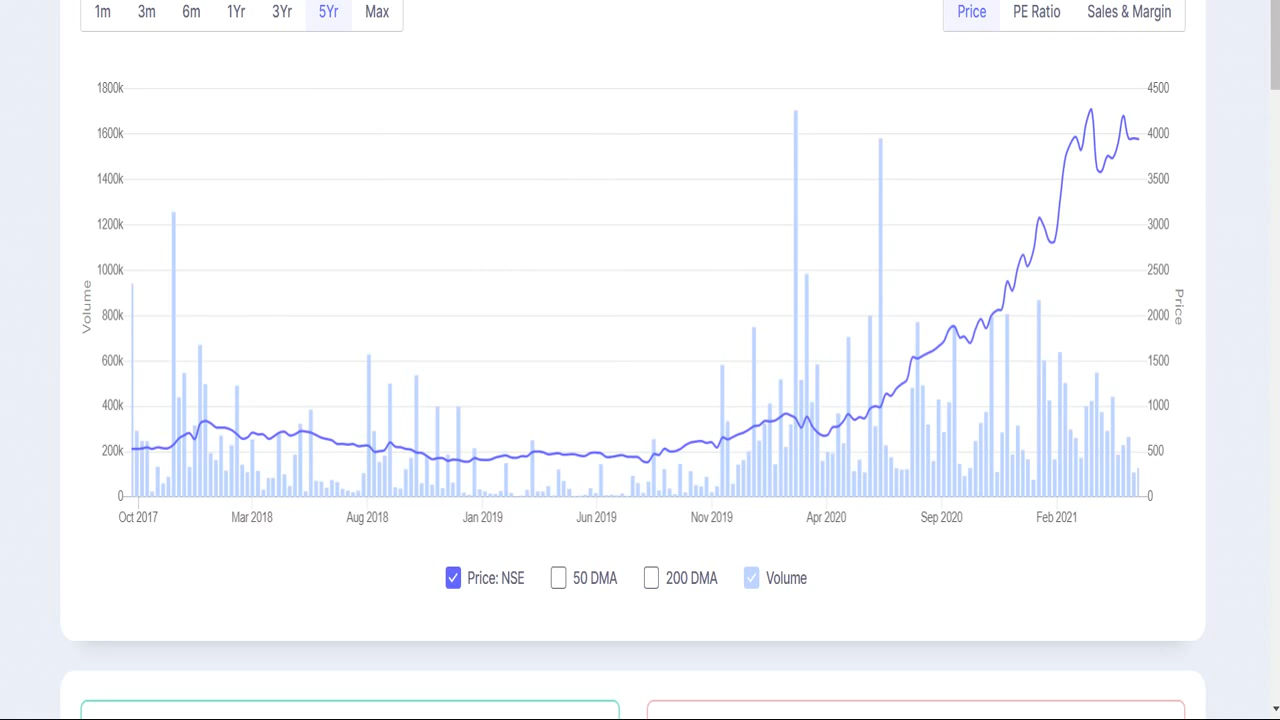 1m 3m 6m 1Yr 3Yr 5Yr Max Price PE Ratio Sales & Margin
1800k 4500
1600k 4000
1400k 3500
1200k 3000
1000k 2500
Volume Price
800k 2000
600k 1500
400k 1000
200k 500
0 0
Oct 2017 Mar 2018 Aug 2018 Jan 2019 Jun 2019 Nov 2019 Apr 2020 Sep 2020 Feb 2021
Price: NSE 50 DMA 200 DMA Volume